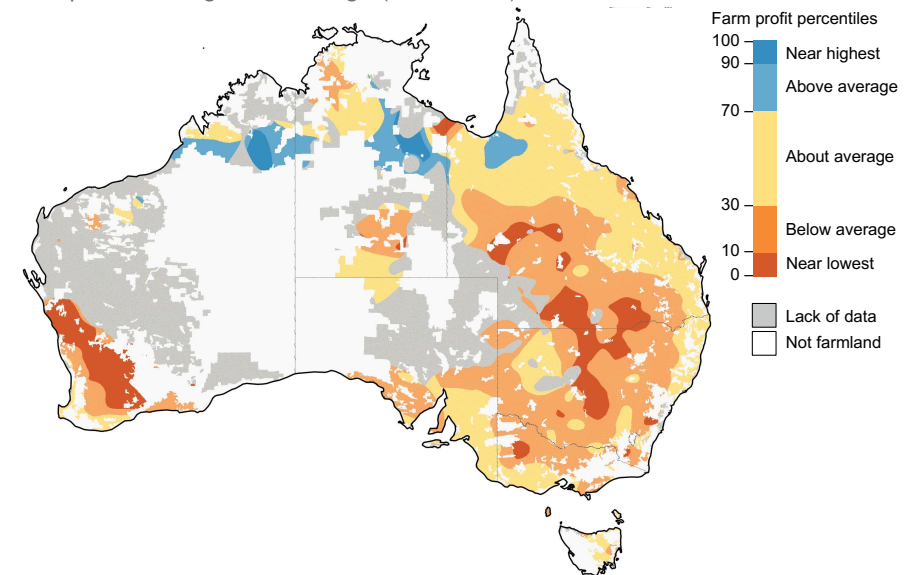 Farm profit percentiles
100
Near highest
90
Above average
70
About average
30
Below average
10
Near lowest
0
Lack of data
Not farmland